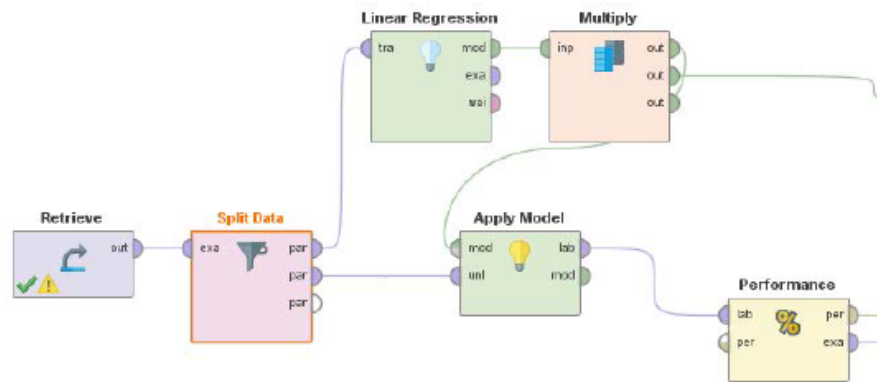 Linear Regression
tra
mod
exa
wei
Multiply
inp
out
out
out
Retrieve
out
Split Data
exa
par
par
par
Apply Model
mod
unl
lab
mod
Performance
lab
per
%
per
exa